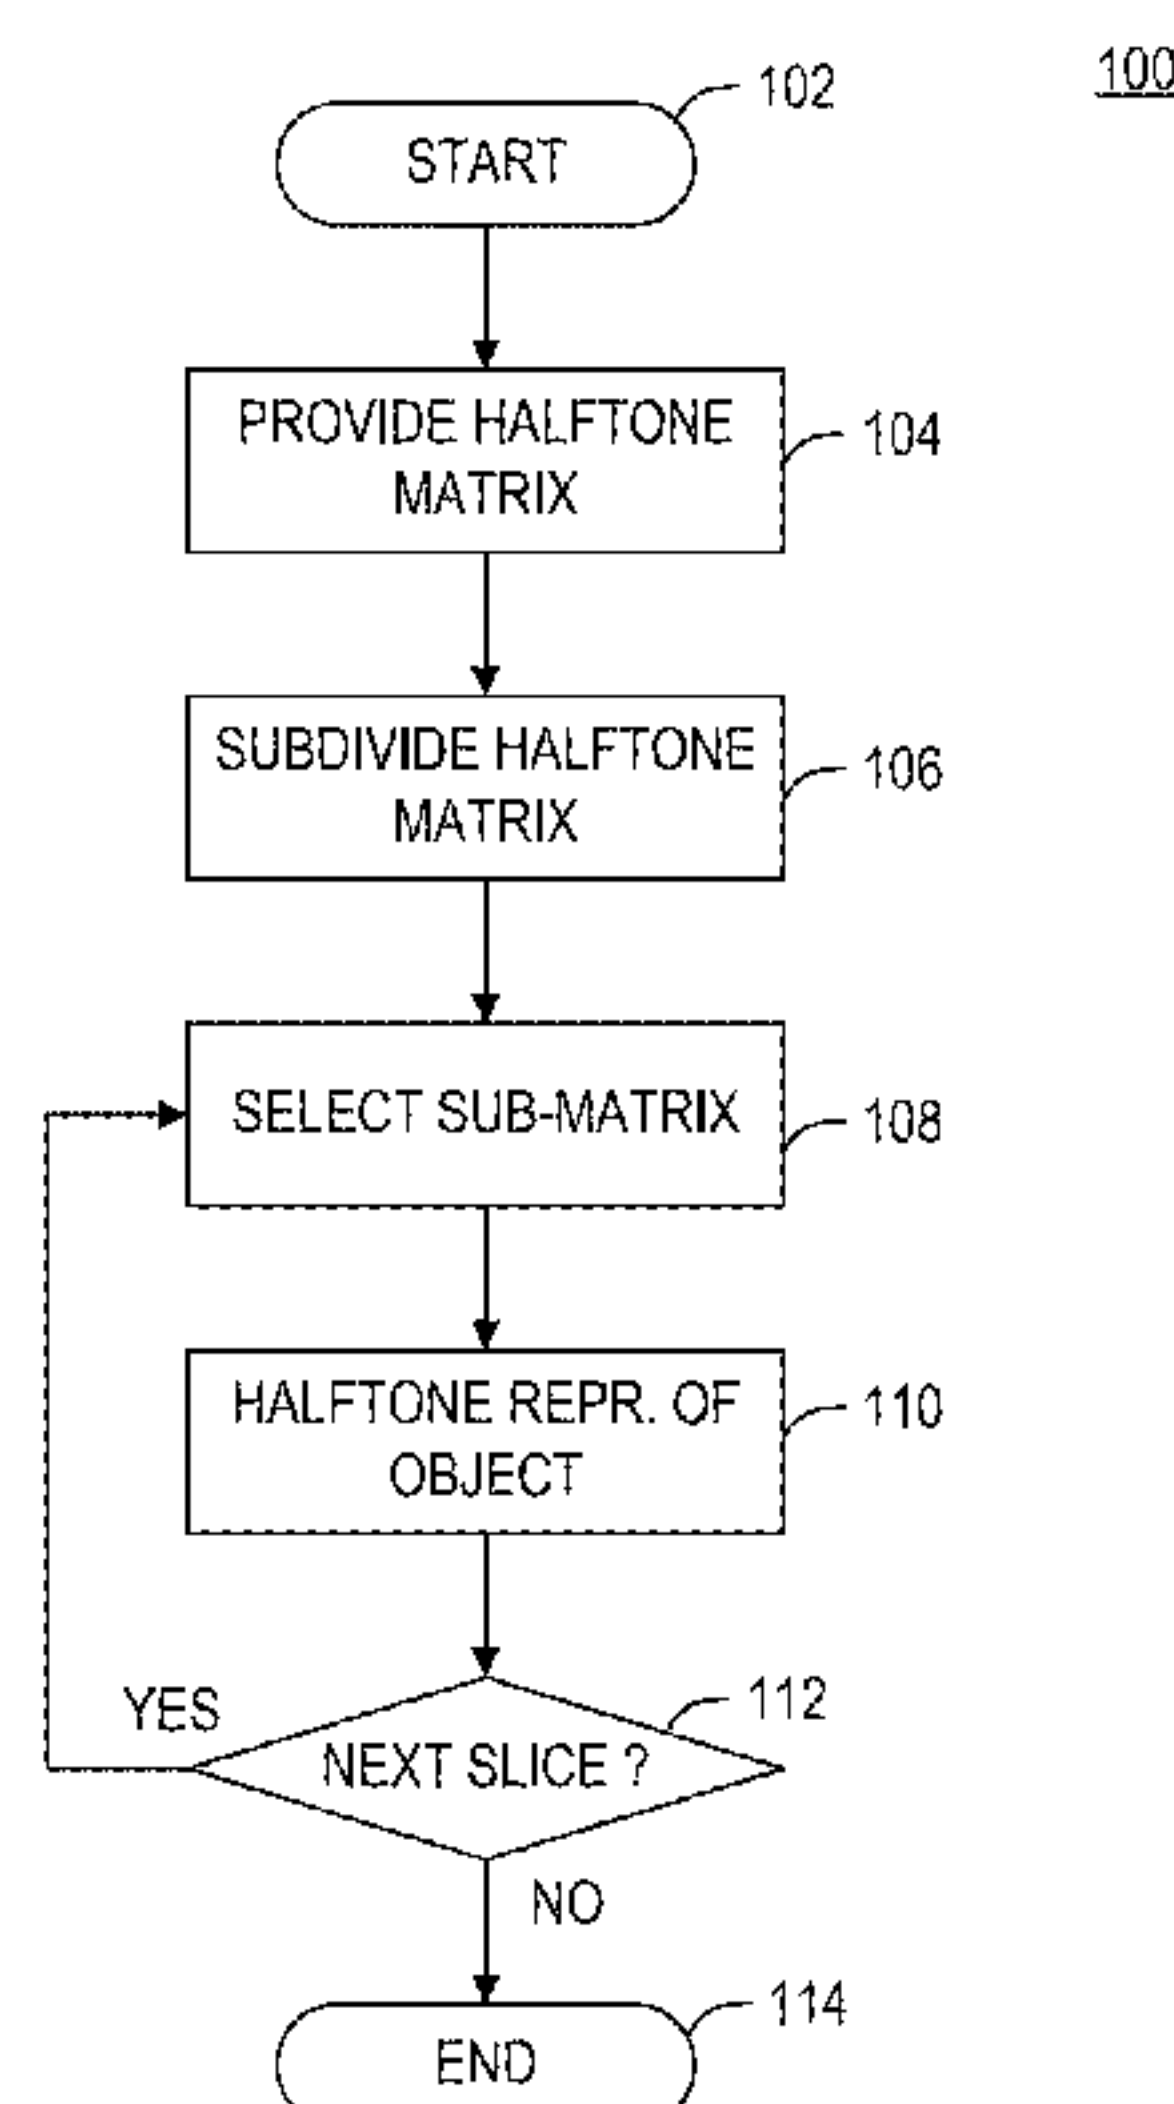 100
102
START
PROVIDE HALFTONE
MATRIX
104
SUBDIVIDE HALFTONE
MATRIX
106
SELECT SUB-MATRIX
108
HALFTONE REPR. OF
OBJECT
110
YES
112
NEXT SLICE ?
NO
114
END